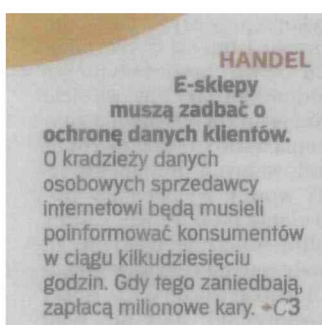 HANDEL
E-sklepy
muszą zadbać o
ochronę danych klientów.
O kradzieży danych
osobowych sprzedawcy
internetowi będą musieli
poinformować konsumentów
w ciągu kilkudziesięciu
godzin. Gdy tego zaniedbają,
zapłacą milionowe kary. →C3